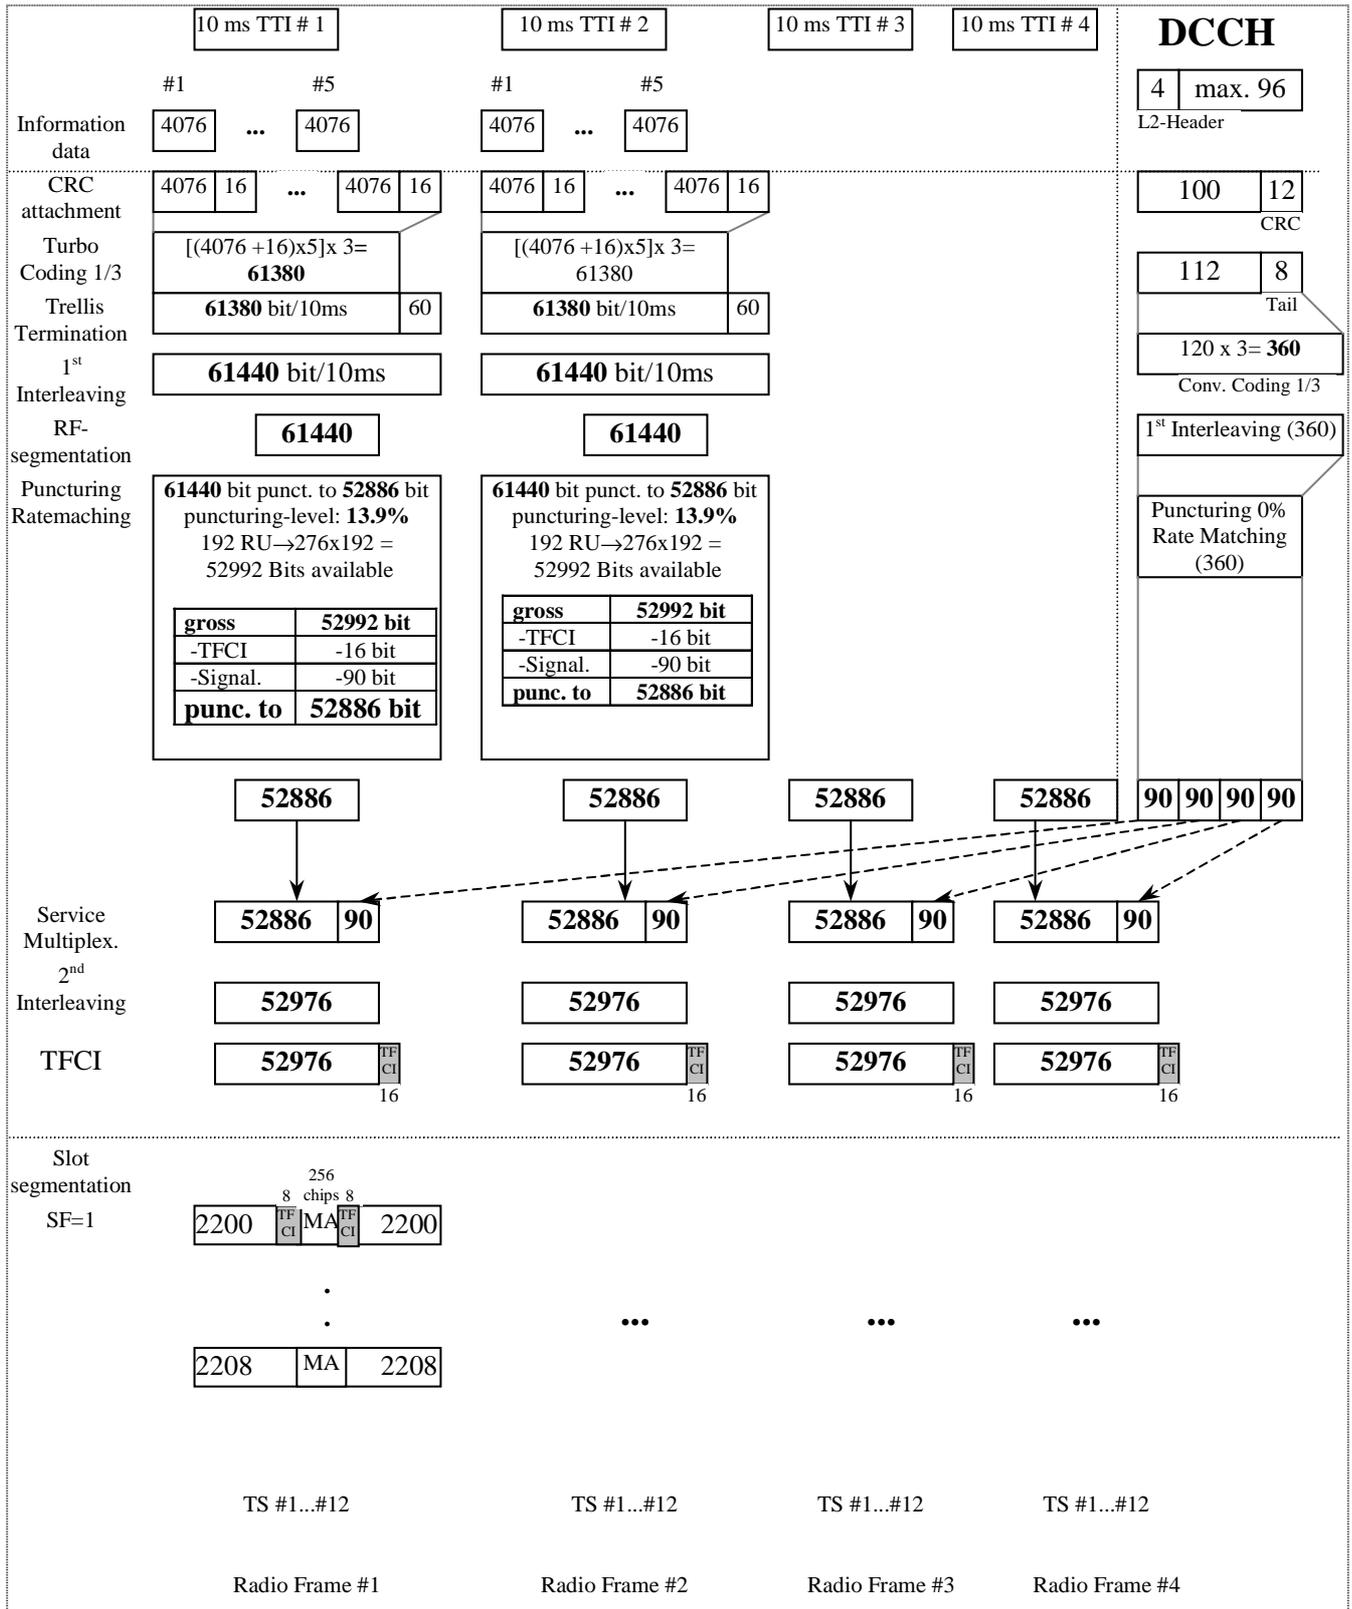 10 ms TTI # 1 10 ms TTI # 2 10 ms TTI # 3 10 ms TTI # 4 DCCH
#1 #5 #1 #5
4 max. 96
L2-Header
Information
data
4076 ... 4076 4076 ... 4076
CRC
attachment
4076 16 ... 4076 16 4076 16 ... 4076 16
100 12
CRC
Turbo
Coding 1/3
[(4076 +16)x5]x 3=
61380
[(4076 +16)x5]x 3=
61380
112 8
Tail
Trellis
Termination
61380 bit/10ms 60 61380 bit/10ms 60
120 x 3= 360
Conv. Coding 1/3
1st
Interleaving
61440 bit/10ms 61440 bit/10ms
RF-
segmentation
61440 61440
1st Interleaving (360)
Puncturing
Ratemaching
61440 bit punct. to 52886 bit
puncturing-level: 13.9%
192 RU→276x192 =
52992 Bits available
gross 52992 bit
-TFCI -16 bit
-Signal. -90 bit
punc. to 52886 bit
61440 bit punct. to 52886 bit
puncturing-level: 13.9%
192 RU→276x192 =
52992 Bits available
gross 52992 bit
-TFCI -16 bit
-Signal. -90 bit
punc. to 52886 bit
Puncturing 0%
Rate Matching
(360)
52886 52886 52886 52886 90 90 90 90
Service
Multiplex.
52886 90 52886 90 52886 90 52886 90
2nd
Interleaving
52976 52976 52976 52976
TFCI
52976 TF CI 52976 TF CI 52976 TF CI 52976 TF CI
16 16 16 16
Slot
segmentation
SF=1
256
8 chips 8
2200 TF CI MA TF CI 2200
.
. ... ... ...
2208 MA 2208
TS #1...#12 TS #1...#12 TS #1...#12 TS #1...#12
Radio Frame #1 Radio Frame #2 Radio Frame #3 Radio Frame #4